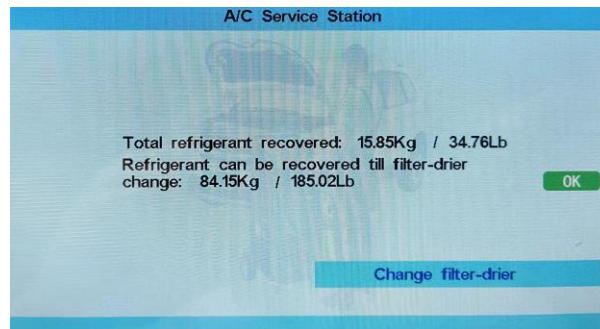 A/C Service Station
Total refrigerant recovered: 15.85Kg / 34.76Lb
Refrigerant can be recovered till filter-drier
change: 84.15Kg / 185.02Lb
OK
Change filter-drier